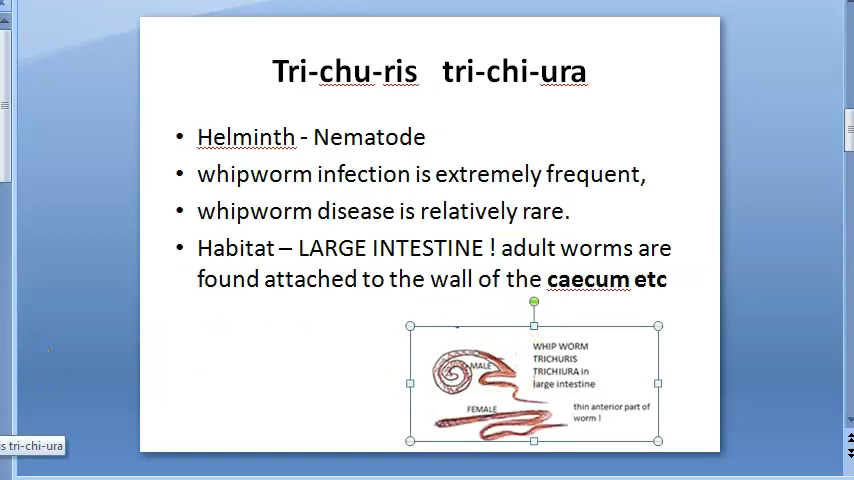 Tri-chu-ris tri-chi-ura
• Helminth - Nematode
• whipworm infection is extremely frequent,
• whipworm disease is relatively rare.
• Habitat – LARGE INTESTINE ! adult worms are
found attached to the wall of the caecum etc
WHIP WORM
TRICHURIS
TRICHIURA in
large intestine
MALE
FEMALE
thin anterior part of
worm !
is tri-chi-ura